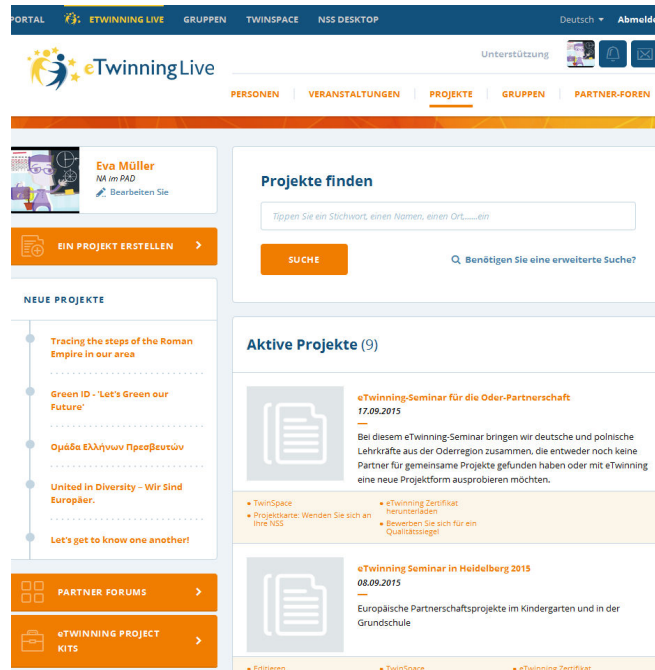 PORTAL ETWINNING LIVE GRUPPEN TWINSPACE NSS DESKTOP Deutsch
eTwinning Live
Unterstützung
PERSONEN VERANSTALTUNGEN PROJEKTE GRUPPEN PARTNER-FOREN
Eva Müller
NA im PAD
Bearbeiten Sie
EIN PROJEKT ERSTELLEN
NEUE PROJEKTE
Tracing the steps of the Roman
Empire in our area
Green ID - 'Let's Green our
Future'
Ομάδα Ελλήνων Πρεσβευτών
United in Diversity – Wir Sind
Europäer.
Let's get to know one another!
PARTNER FORUMS
eTWINNING PROJECT
KITS
Projekte finden
Tippen Sie ein Stichwort, einen Namen, einen Ort,......ein
SUCHE
Benötigen Sie eine erweiterte Suche?
Aktive Projekte (9)
eTwinning-Seminar für die Oder-Partnerschaft
17.09.2015
Bei diesem eTwinning-Seminar bringen wir deutsche und polnische
Lehrkräfte aus der Oderregion zusammen, die entweder noch keine
Partner für gemeinsame Projekte gefunden haben oder mit eTwinning
eine neue Projektform ausprobieren möchten.
TwinSpace
Projektkarte: Wenden Sie sich an
Ihre NSS
eTwinning Zertifikat
herunterladen
Bewerben Sie sich für ein
Qualitätssiegel
eTwinning Seminar in Heidelberg 2015
08.09.2015
Europäische Partnerschaftsprojekte im Kindergarten und in der
Grundschule
Editieren TwinSpace eTwinning Zertifikat